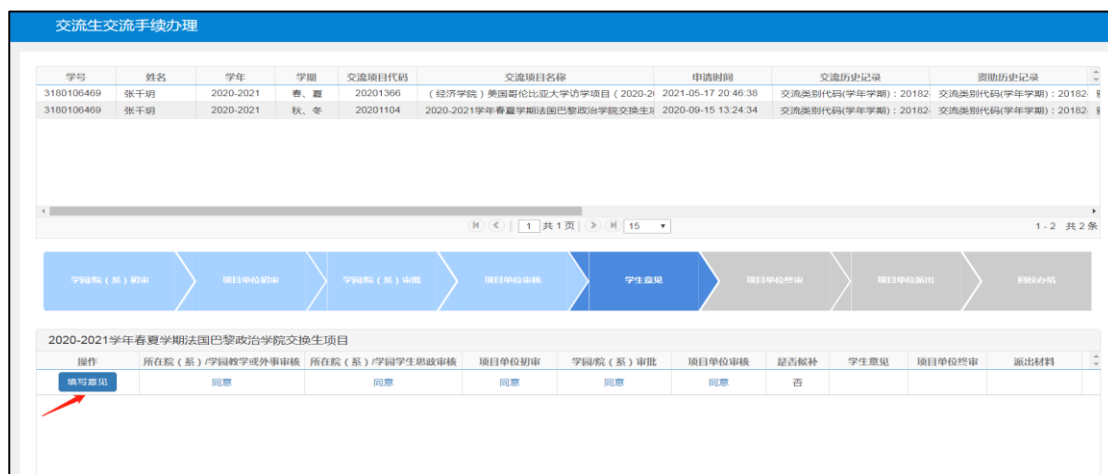 交流生交流手续办理
学号 姓名 学年 学期 交流项目代码 交流项目名称 申请时间 交流历史记录 资助历史记录
3180106469 张千玥 2020-2021 春、夏 20201366 （经济学院）美国哥伦比亚大学访学项目（2020-2 2021-05-17 20:46:38 交流类别代码(学年学期)：20182 交流类别代码(学年学期)：20182
3180106469 张千玥 2020-2021 秋、冬 20201104 2020-2021学年春夏学期法国巴黎政治学院交换生项 2020-09-15 13:24:34 交流类别代码(学年学期)：20182 交流类别代码(学年学期)：20182
1 共1页 15 1 - 2 共2条
学园/院（系）初审 项目单位初审 学园/院（系）审批 项目单位审核 学生意见 项目单位终审 项目单位派出 回校办结
2020-2021学年春夏学期法国巴黎政治学院交换生项目
操作 所在院（系）/学园教学或外事审核 所在院（系）/学园学生思政审核 项目单位初审 学园/院（系）审批 项目单位审核 是否候补 学生意见 项目单位终审 派出材料
填写意见 同意 同意 同意 同意 同意 否